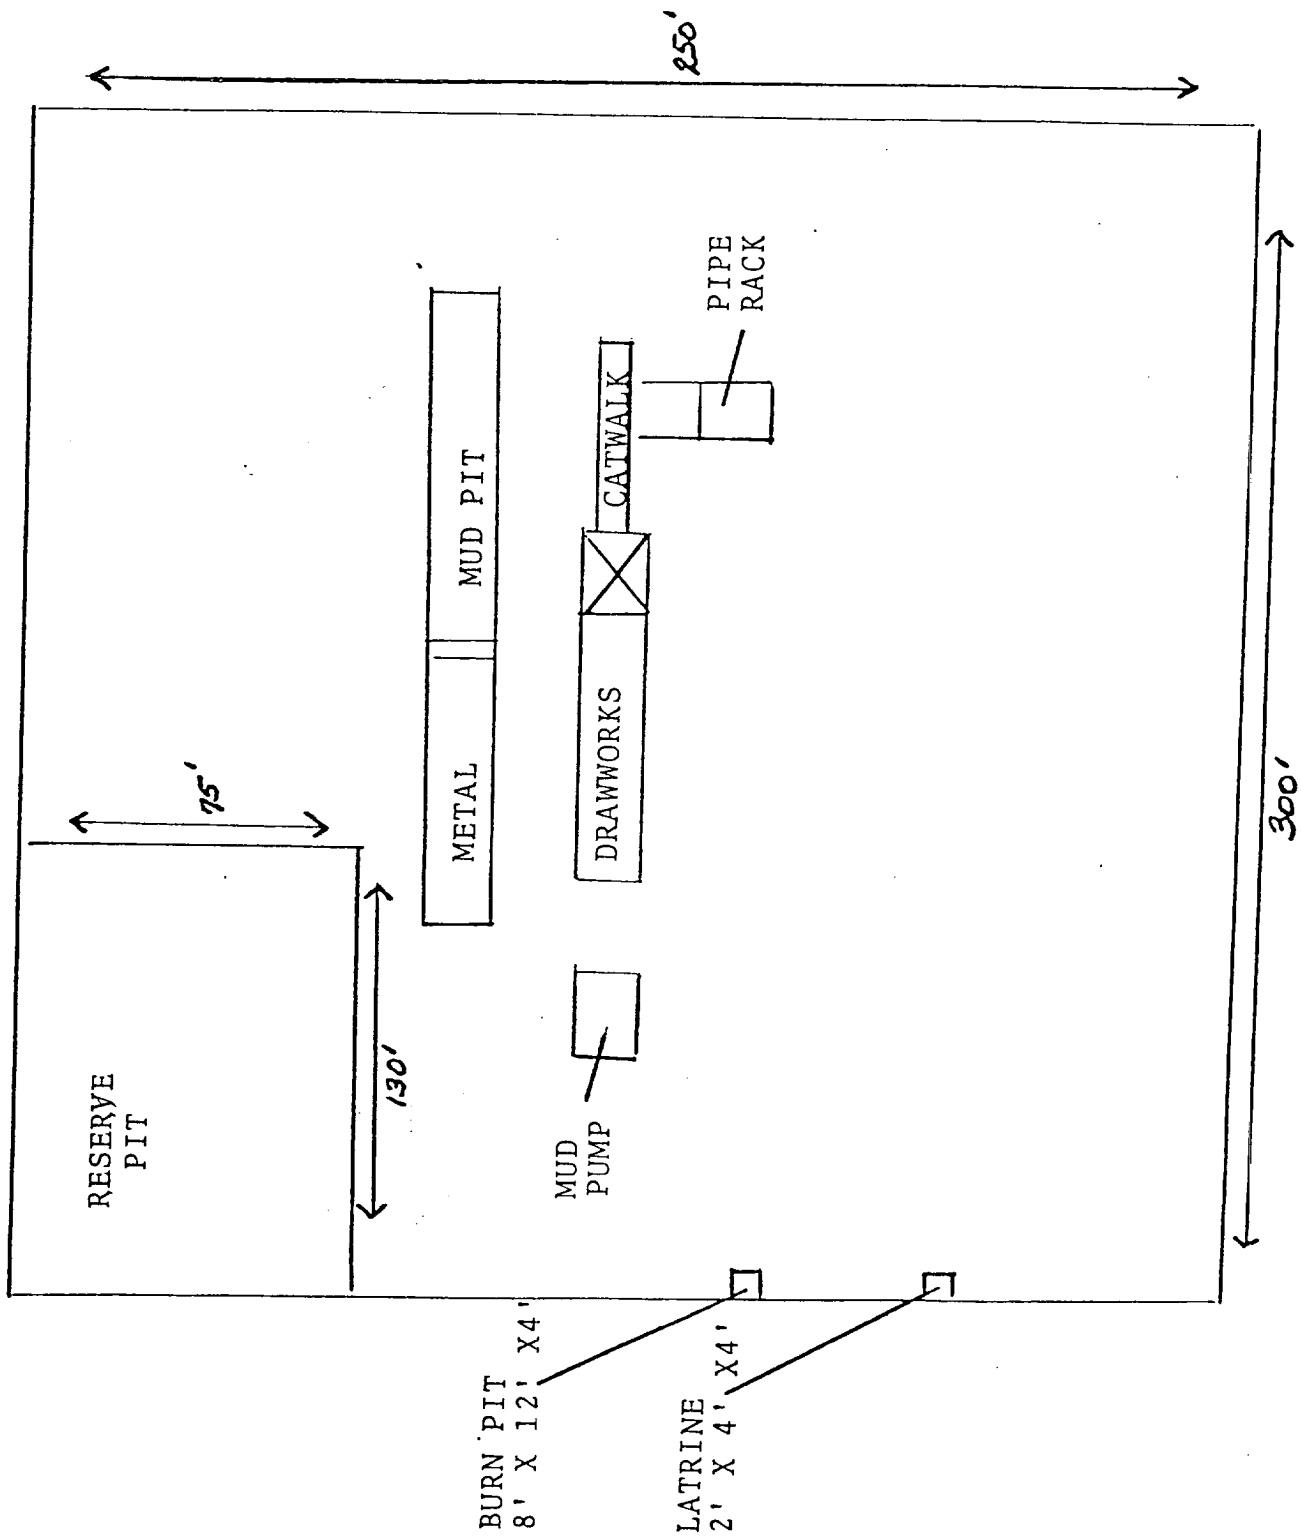 250'
RESERVE
PIT
75'
130'
METAL
MUD PIT
MUD
PUMP
DRAWWORKS
CATWALK
PIPE
RACK
BURN PIT
8' X 12' X4'
LATRINE
2' X 4' X4'
300'